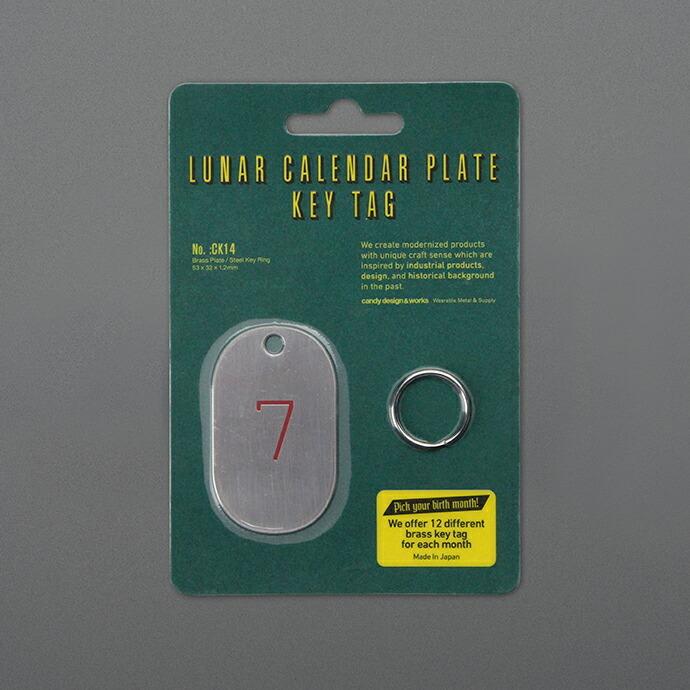 LUNAR CALENDAR PLATE
KEY TAG
No. :CK14
Brass Plate / Steel Key Ring
53 x 32 x 1.2mm
We create modernized products
with unique craft sense which are
inspired by industrial products,
design, and historical background
in the past.
candy design & works Wearable Metal & Supply
7
Pick your birth month!
We offer 12 different
brass key tag
for each month
Made In Japan